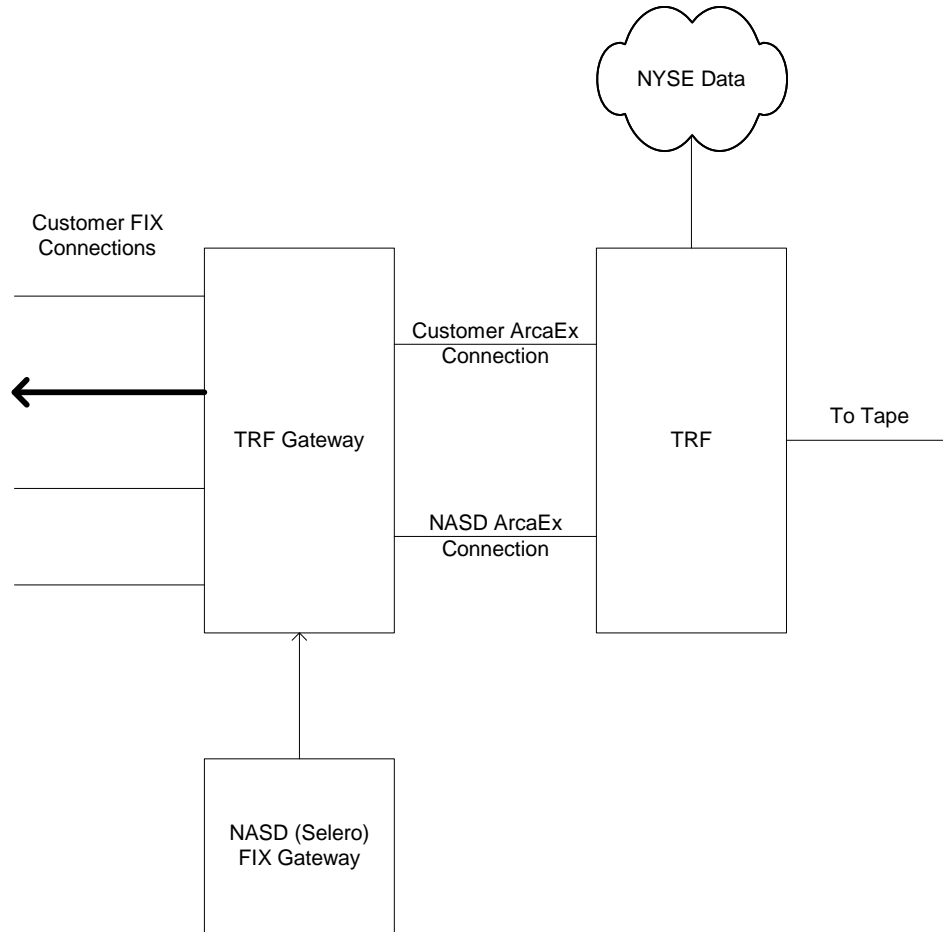 NYSE Data
Customer FIX
Connections
Customer ArcaEx
Connection
TRF Gateway
TRF
To Tape
NASD ArcaEx
Connection
NASD (Selero)
FIX Gateway